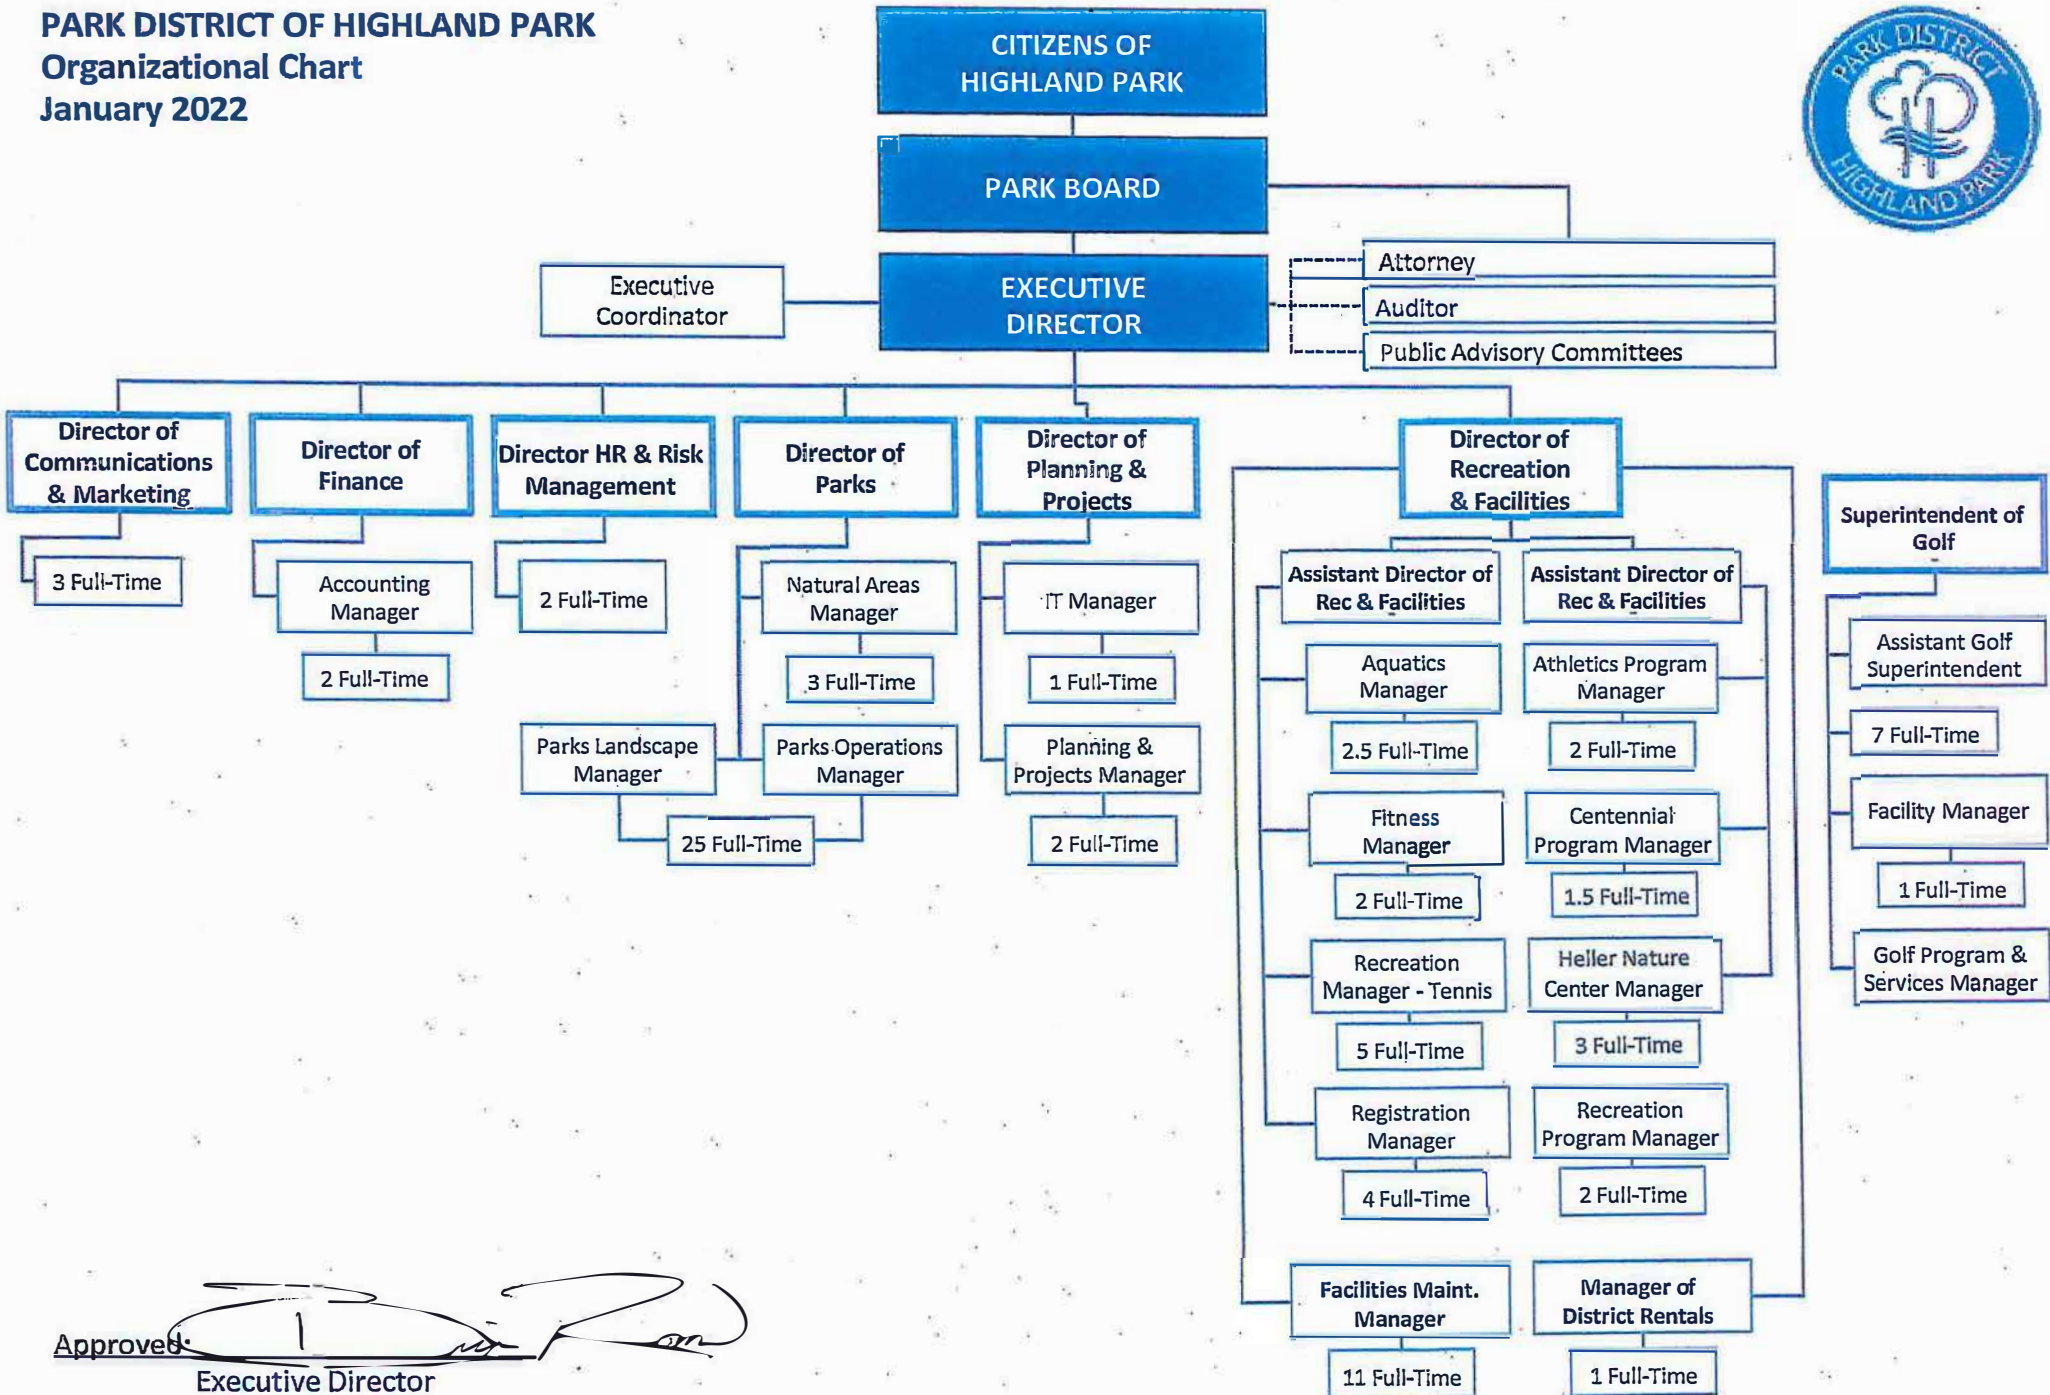 PARK DISTRICT OF HIGHLAND PARK
Organizational Chart
January 2022
CITIZENS OF
HIGHLAND PARK
PARK DISTRICT
HIGHLAND PARK
PARK BOARD
EXECUTIVE
DIRECTOR
Executive
Coordinator
Attorney
Auditor
Public Advisory Committees
Director of
Communications
& Marketing
3 Full-Time
Director of
Finance
Accounting
Manager
2 Full-Time
Director HR & Risk
Management
2 Full-Time
Director of
Parks
Natural Areas
Manager
3 Full-Time
Parks Landscape
Manager
Parks Operations
Manager
25 Full-Time
Director of
Planning &
Projects
IT Manager
1 Full-Time
Planning &
Projects Manager
2 Full-Time
Director of
Recreation
& Facilities
Assistant Director of
Rec & Facilities
Aquatics
Manager
2.5 Full-Time
Fitness
Manager
2 Full-Time
Recreation
Manager - Tennis
5 Full-Time
Registration
Manager
4 Full-Time
Assistant Director of
Rec & Facilities
Athletics Program
Manager
2 Full-Time
Centennial
Program Manager
1.5 Full-Time
Heller Nature
Center Manager
3 Full-Time
Recreation
Program Manager
2 Full-Time
Facilities Maint.
Manager
11 Full-Time
Manager of
District Rentals
1 Full-Time
Superintendent of
Golf
Assistant Golf
Superintendent
7 Full-Time
Facility Manager
1 Full-Time
Golf Program &
Services Manager
Approved:
Executive Director